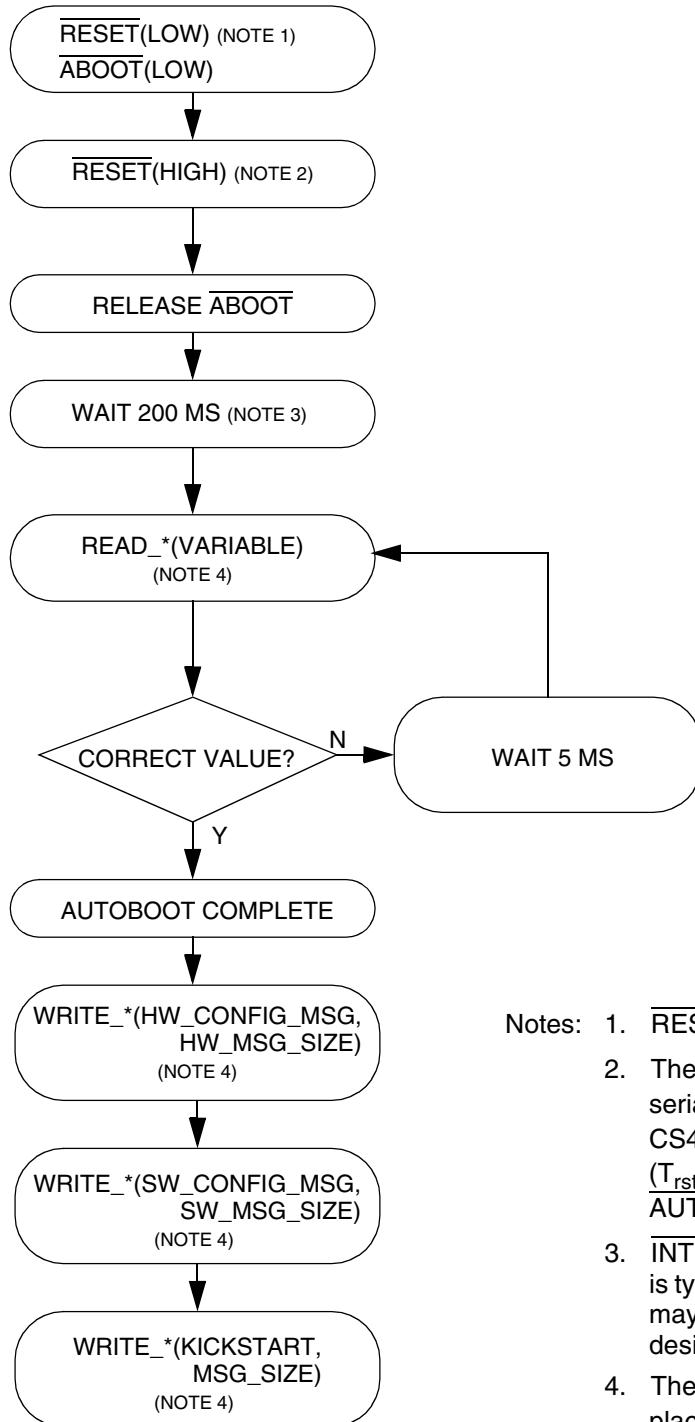 RESET(LOW) (NOTE 1)
ABOOT(LOW)
RESET(HIGH) (NOTE 2)
RELEASE ABOOT
WAIT 200 MS (NOTE 3)
READ_*(VARIABLE)
(NOTE 4)
CORRECT VALUE?
N
WAIT 5 MS
Y
AUTOBOOT COMPLETE
WRITE_*(HW_CONFIG_MSG,
HW_MSG_SIZE)
(NOTE 4)
WRITE_*(SW_CONFIG_MSG,
SW_MSG_SIZE)
(NOTE 4)
WRITE_*(KICKSTART,
MSG_SIZE)
(NOTE 4)
Notes: 1. RES
2. The
seria
CS4
(Trst
AUT
3. INT
is ty
may
desi
4. The